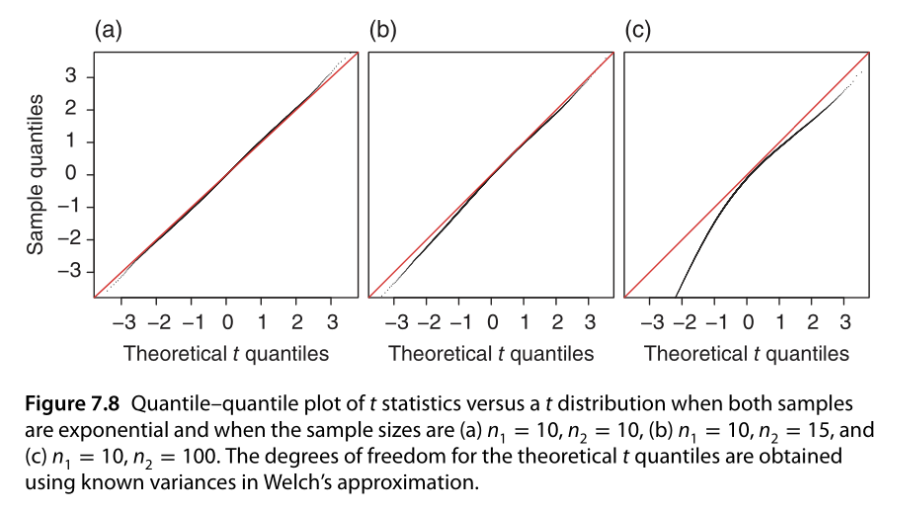 (a)
(b)
(c)
Sample quantiles
3
2
1
0
−1
−2
−3
−3 −2 −1 0 1 2 3
−3 −2 −1 0 1 2 3
−3 −2 −1 0 1 2 3
Theoretical t quantiles
Theoretical t quantiles
Theoretical t quantiles
Figure 7.8 Quantile–quantile plot of t statistics versus a t distribution when both samples
are exponential and when the sample sizes are (a) n₁ = 10, n₂ = 10, (b) n₁ = 10, n₂ = 15, and
(c) n₁ = 10, n₂ = 100. The degrees of freedom for the theoretical t quantiles are obtained
using known variances in Welch’s approximation.